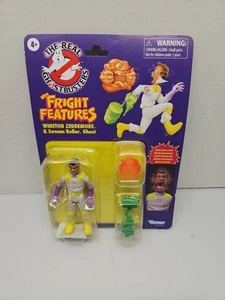 4+
THE REAL
GHOSTBUSTERS
WARNING:
CHOKING HAZARD - Small parts.
Not for children under 3 years.
FRIGHT
FEATURES
WINSTON ZEDDEMORE
& Scream Roller Ghost
Kenner